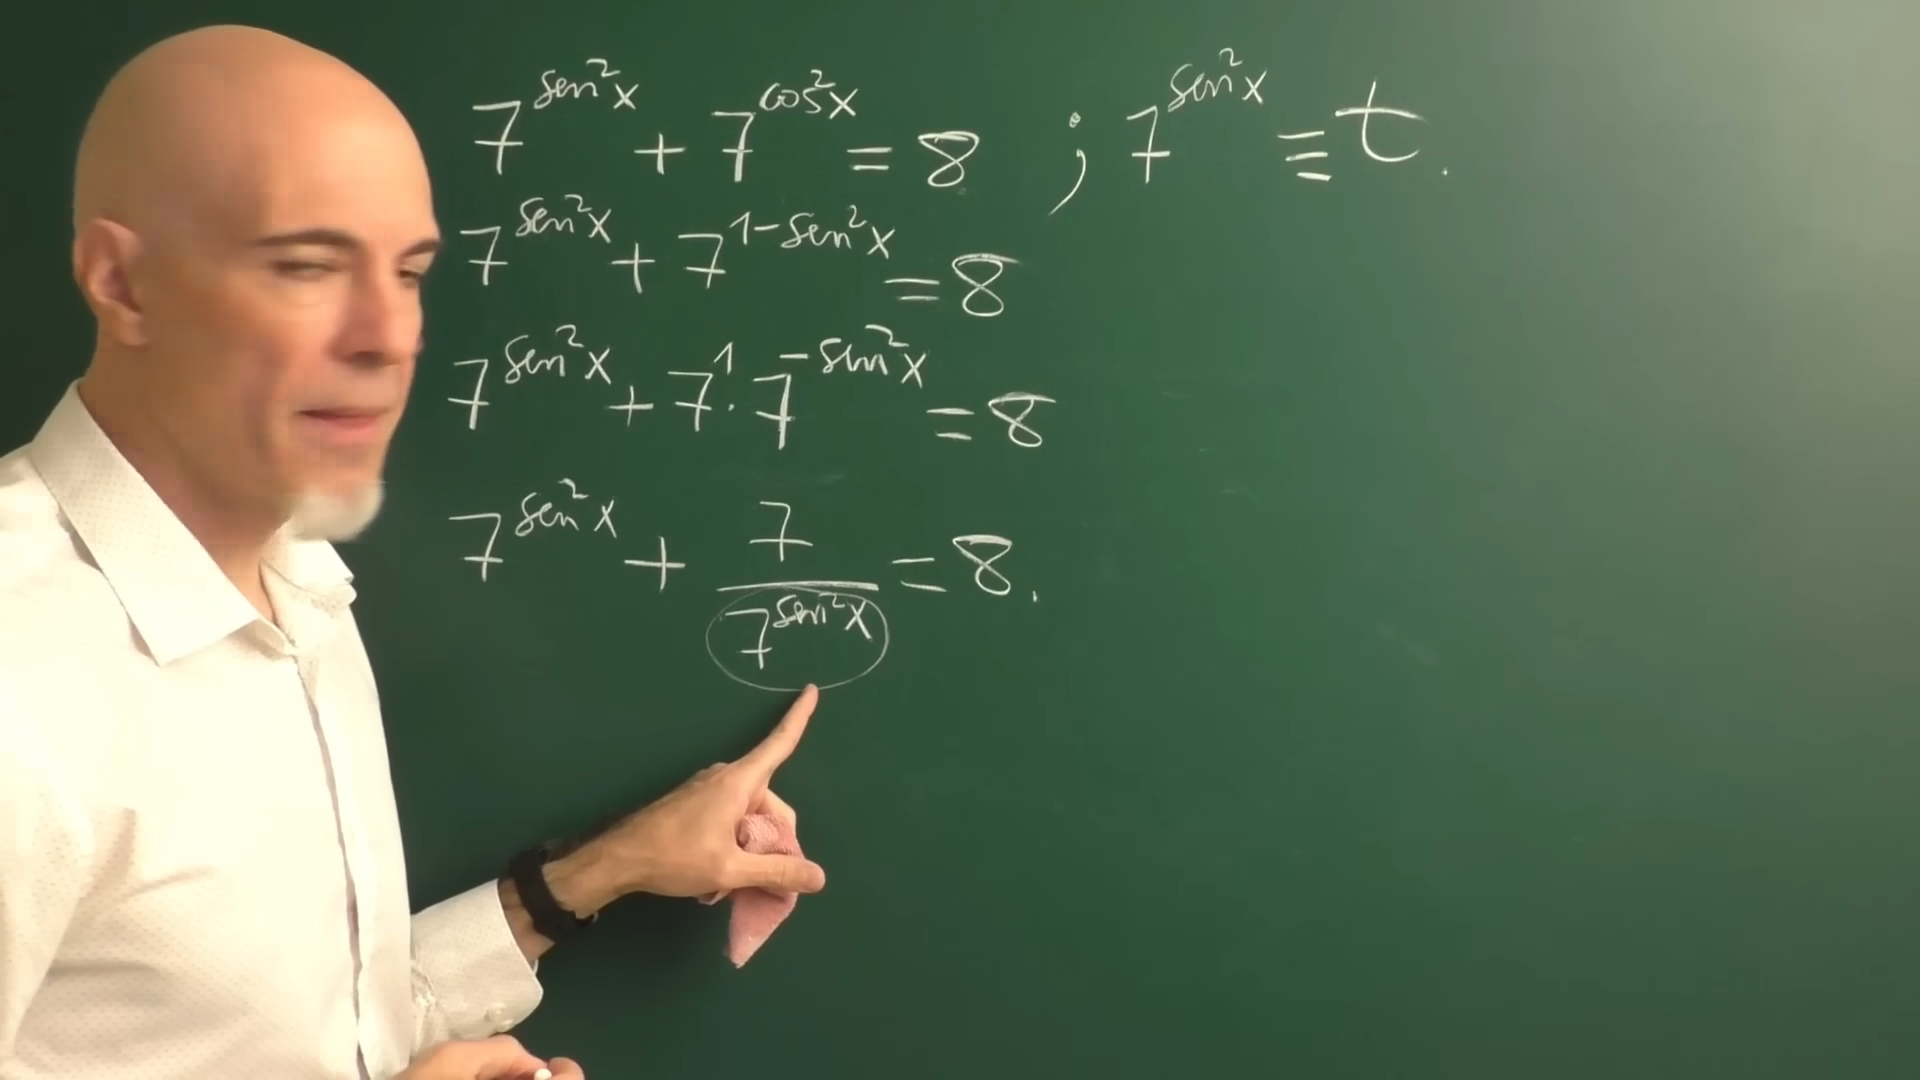 7^{sen²x} + 7^{cos²x} = 8 ; 7^{sen²x} ≡ t.
7^{sen²x} + 7^{1-sen²x} = 8
7^{sen²x} + 7^1 · 7^{-sen²x} = 8
7^{sen²x} + \frac{7}{7^{sen²x}} = 8.